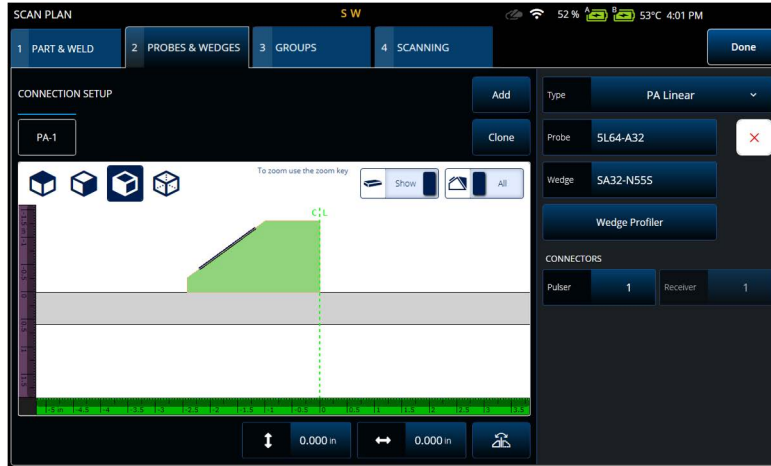 SCAN PLAN S W 52 % A B 53°C 4:01 PM
1 PART & WELD 2 PROBES & WEDGES 3 GROUPS 4 SCANNING Done
CONNECTION SETUP Add Type PA Linear
PA-1 Clone Probe 5L64-A32
To zoom use the zoom key Show All Wedge SA32-N55S
Wedge Profiler
C L
CONNECTORS
Pulser 1 Receiver 1
-5 in -4.5 -4 -3.5 -3 -2.5 -2 -1.5 -1 -0.5 0 0.5 1 1.5 2 2.5 3 3.5
0.000 in 0.000 in